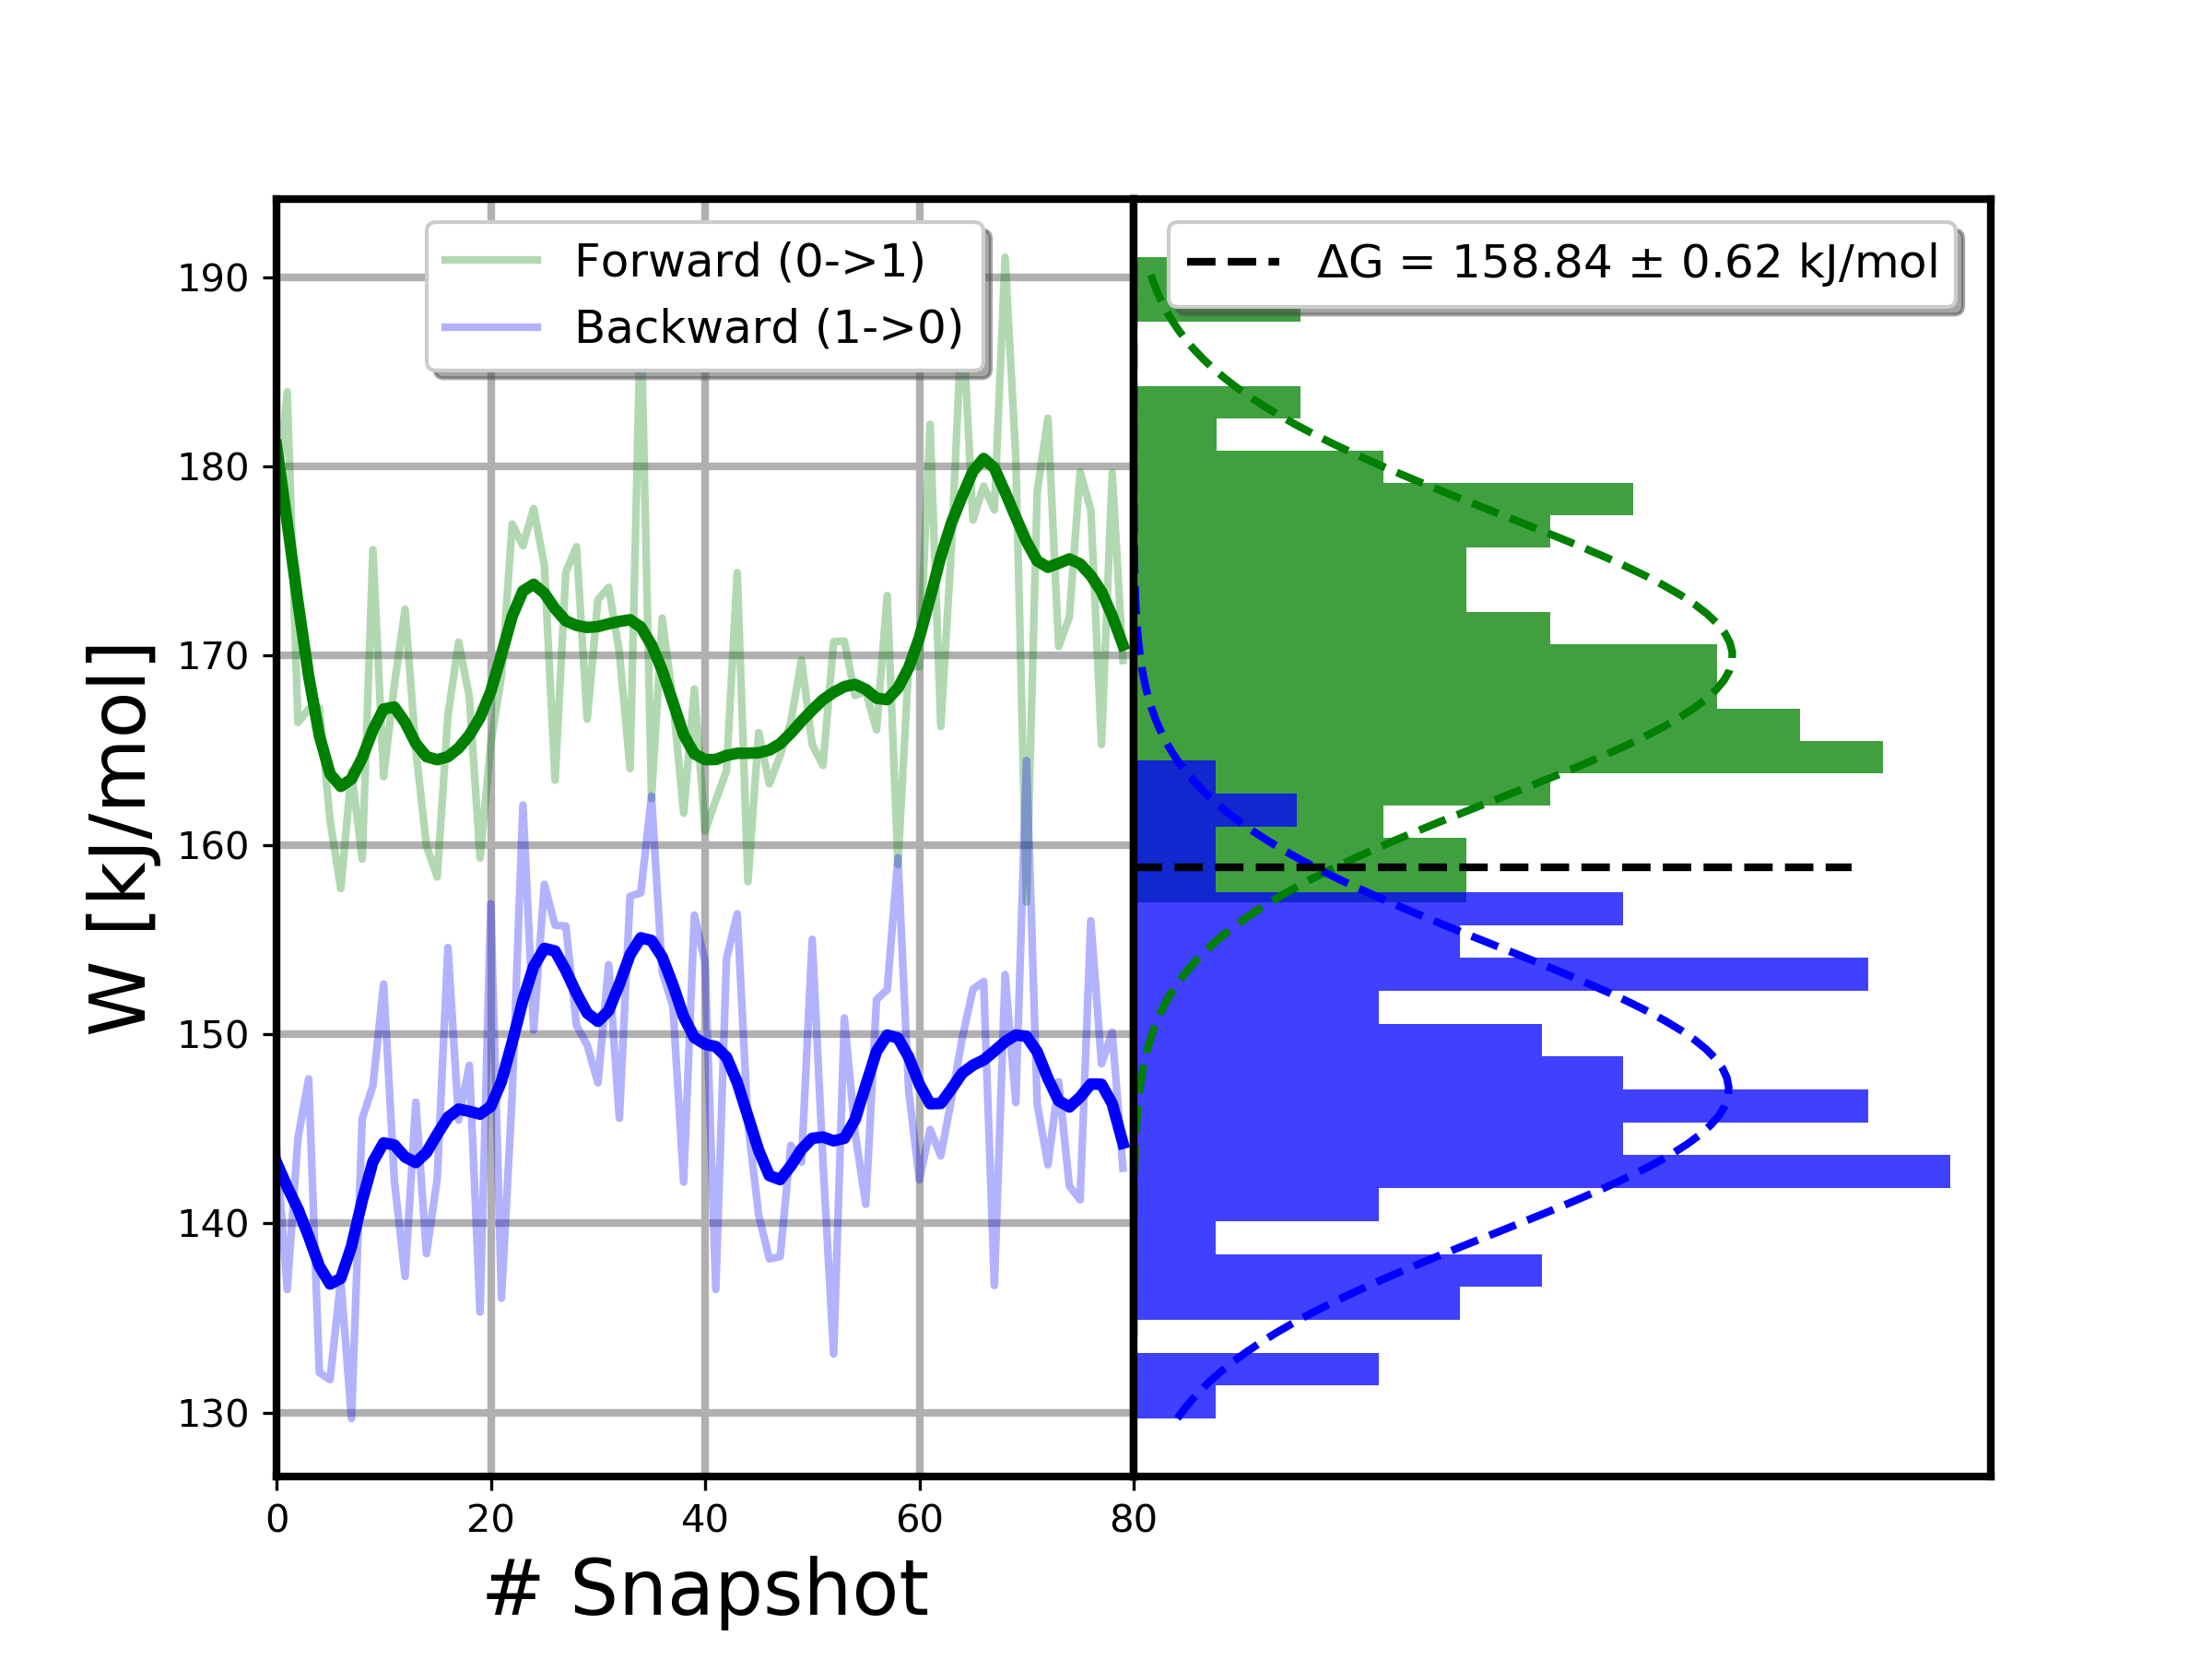 Forward (0->1)
Backward (1->0)
ΔG = 158.84 ± 0.62 kJ/mol
190
180
170
160
150
140
130
W [kJ/mol]
0 20 40 60 80
# Snapshot